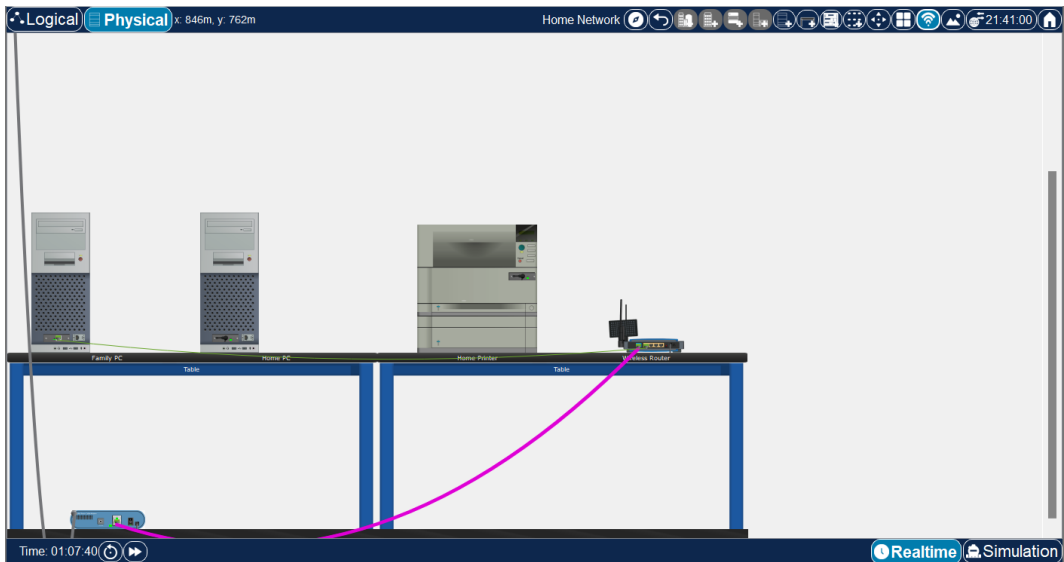 Logical Physical x: 846m, y: 762m Home Network 21:41:00
Family PC Home PC Home Printer Wireless Router
Table Table
Time: 01:07:40 Realtime Simulation